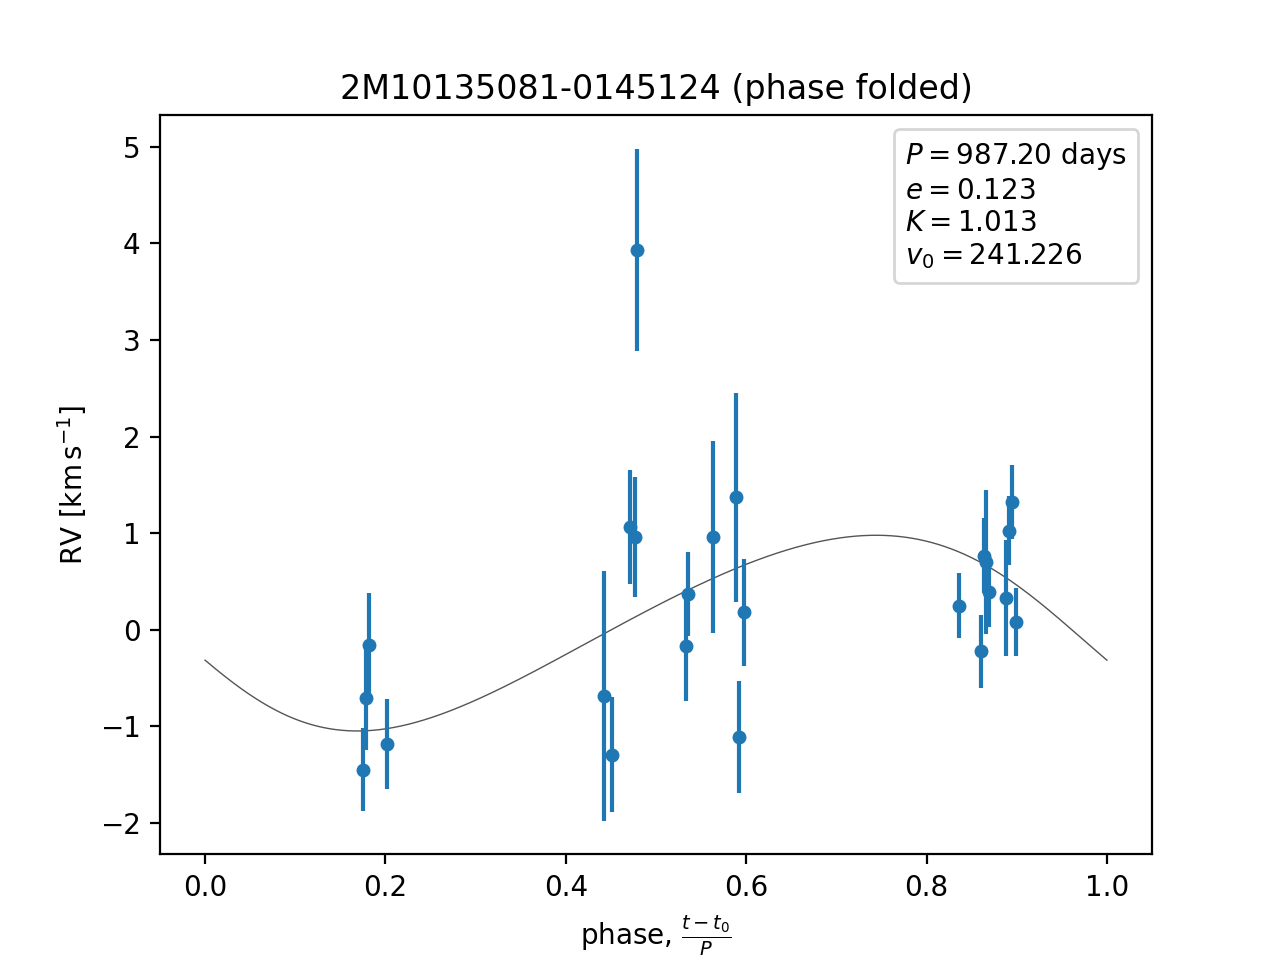 2M10135081-0145124 (phase folded)
P = 987.20 days
e = 0.123
K = 1.013
v₀ = 241.226
RV [km s⁻¹]
5
4
3
2
1
0
−1
−2
0.0 0.2 0.4 0.6 0.8 1.0
phase, (t − t₀)/P